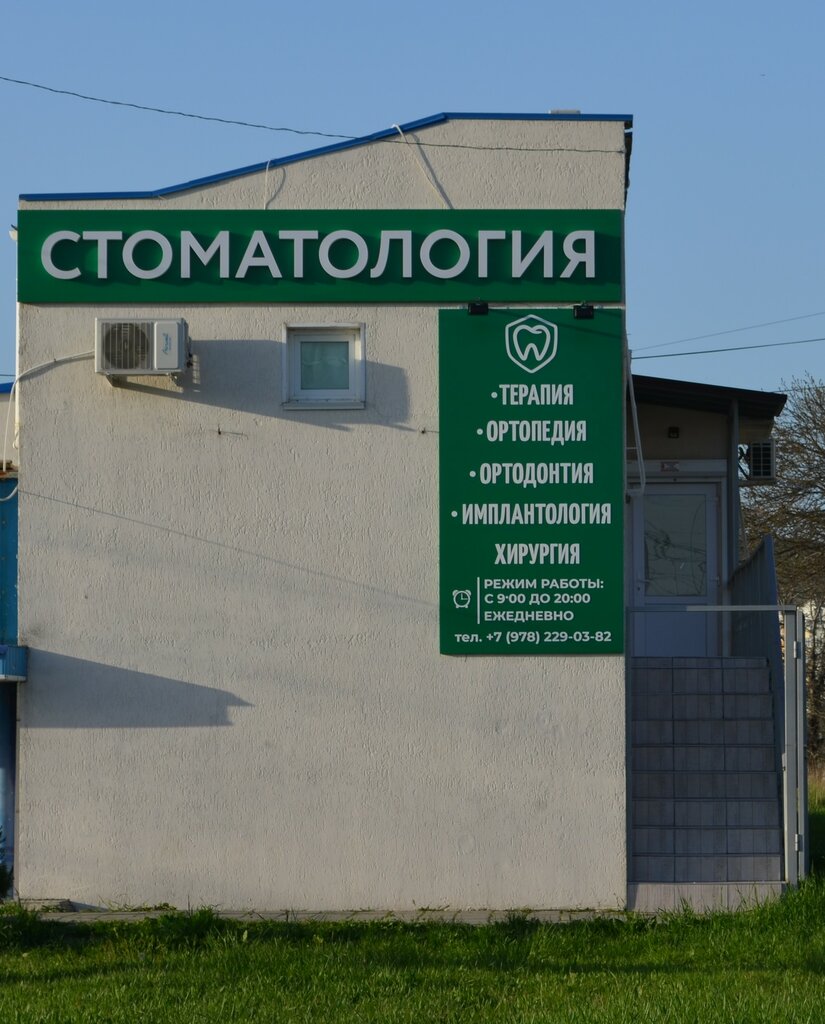 СТОМАТОЛОГИЯ
•ТЕРАПИЯ
•ОРТОПЕДИЯ
•ОРТОДОНТИЯ
•ИМПЛАНТОЛОГИЯ
ХИРУРГИЯ
РЕЖИМ РАБОТЫ:
С 9:00 ДО 20:00
ЕЖЕДНЕВНО
тел. +7 (978) 229-03-82